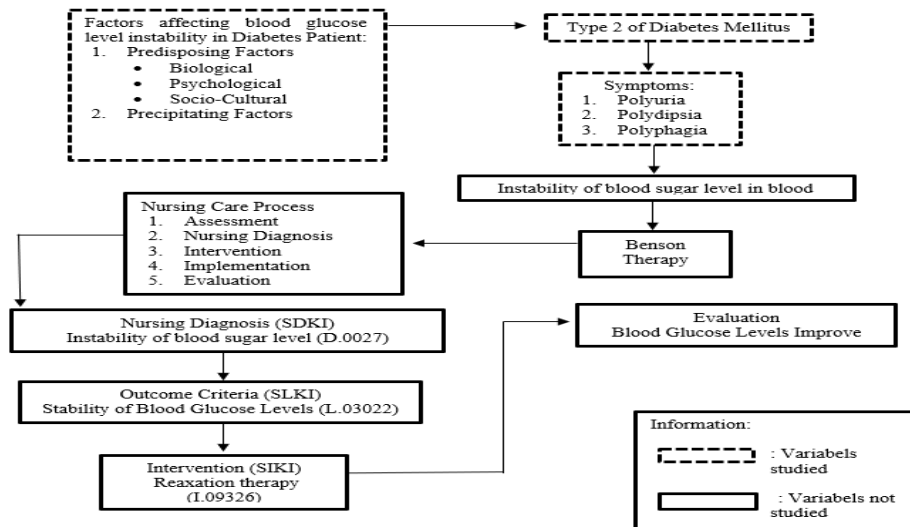 Factors affecting blood glucose
level instability in Diabetes Patient:
1. Predisposing Factors
• Biological
• Psychological
• Socio-Cultural
2. Precipitating Factors
Type 2 of Diabetes Mellitus
Symptoms:
1. Polyuria
2. Polydipsia
3. Polyphagia
Instability of blood sugar level in blood
Benson
Therapy
Nursing Care Process
1. Assessment
2. Nursing Diagnosis
3. Intervention
4. Implementation
5. Evaluation
Nursing Diagnosis (SDKI)
Instability of blood sugar level (D.0027)
Outcome Criteria (SLKI)
Stability of Blood Glucose Levels (L.03022)
Intervention (SIKI)
Reaxation therapy
(I.09326)
Evaluation
Blood Glucose Levels Improve
Information:
: Variabels
studied
: Variabels not
studied